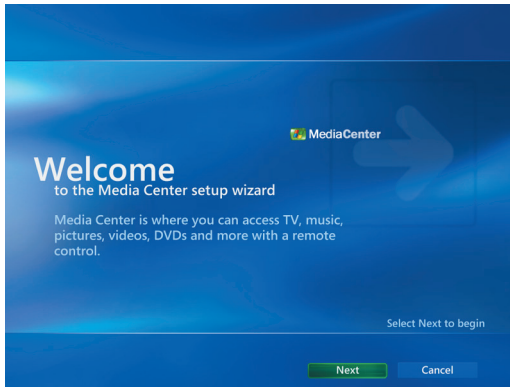 MediaCenter
Welcome
to the Media Center setup wizard
Media Center is where you can access TV, music,
pictures, videos, DVDs and more with a remote
control.
Select Next to begin
Next
Cancel